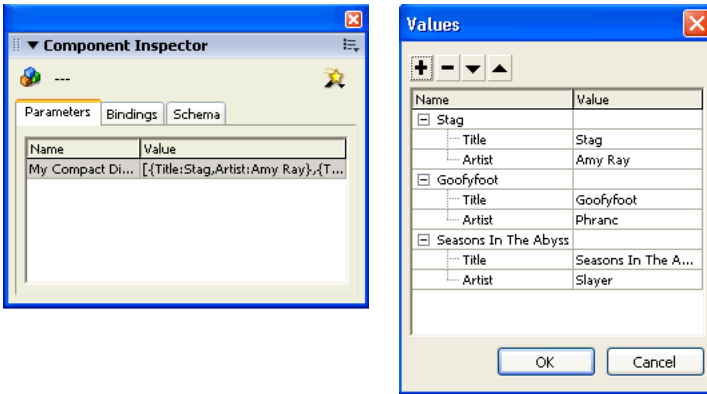 Component Inspector
---
Parameters Bindings Schema
Name Value
My Compact Di... [{Title:Stag,Artist:Amy Ray},{T...
Values
Name Value
Stag
Title Stag
Artist Amy Ray
Goofyfoot
Title Goofyfoot
Artist Phranc
Seasons In The Abyss
Title Seasons In The A...
Artist Slayer
OK Cancel